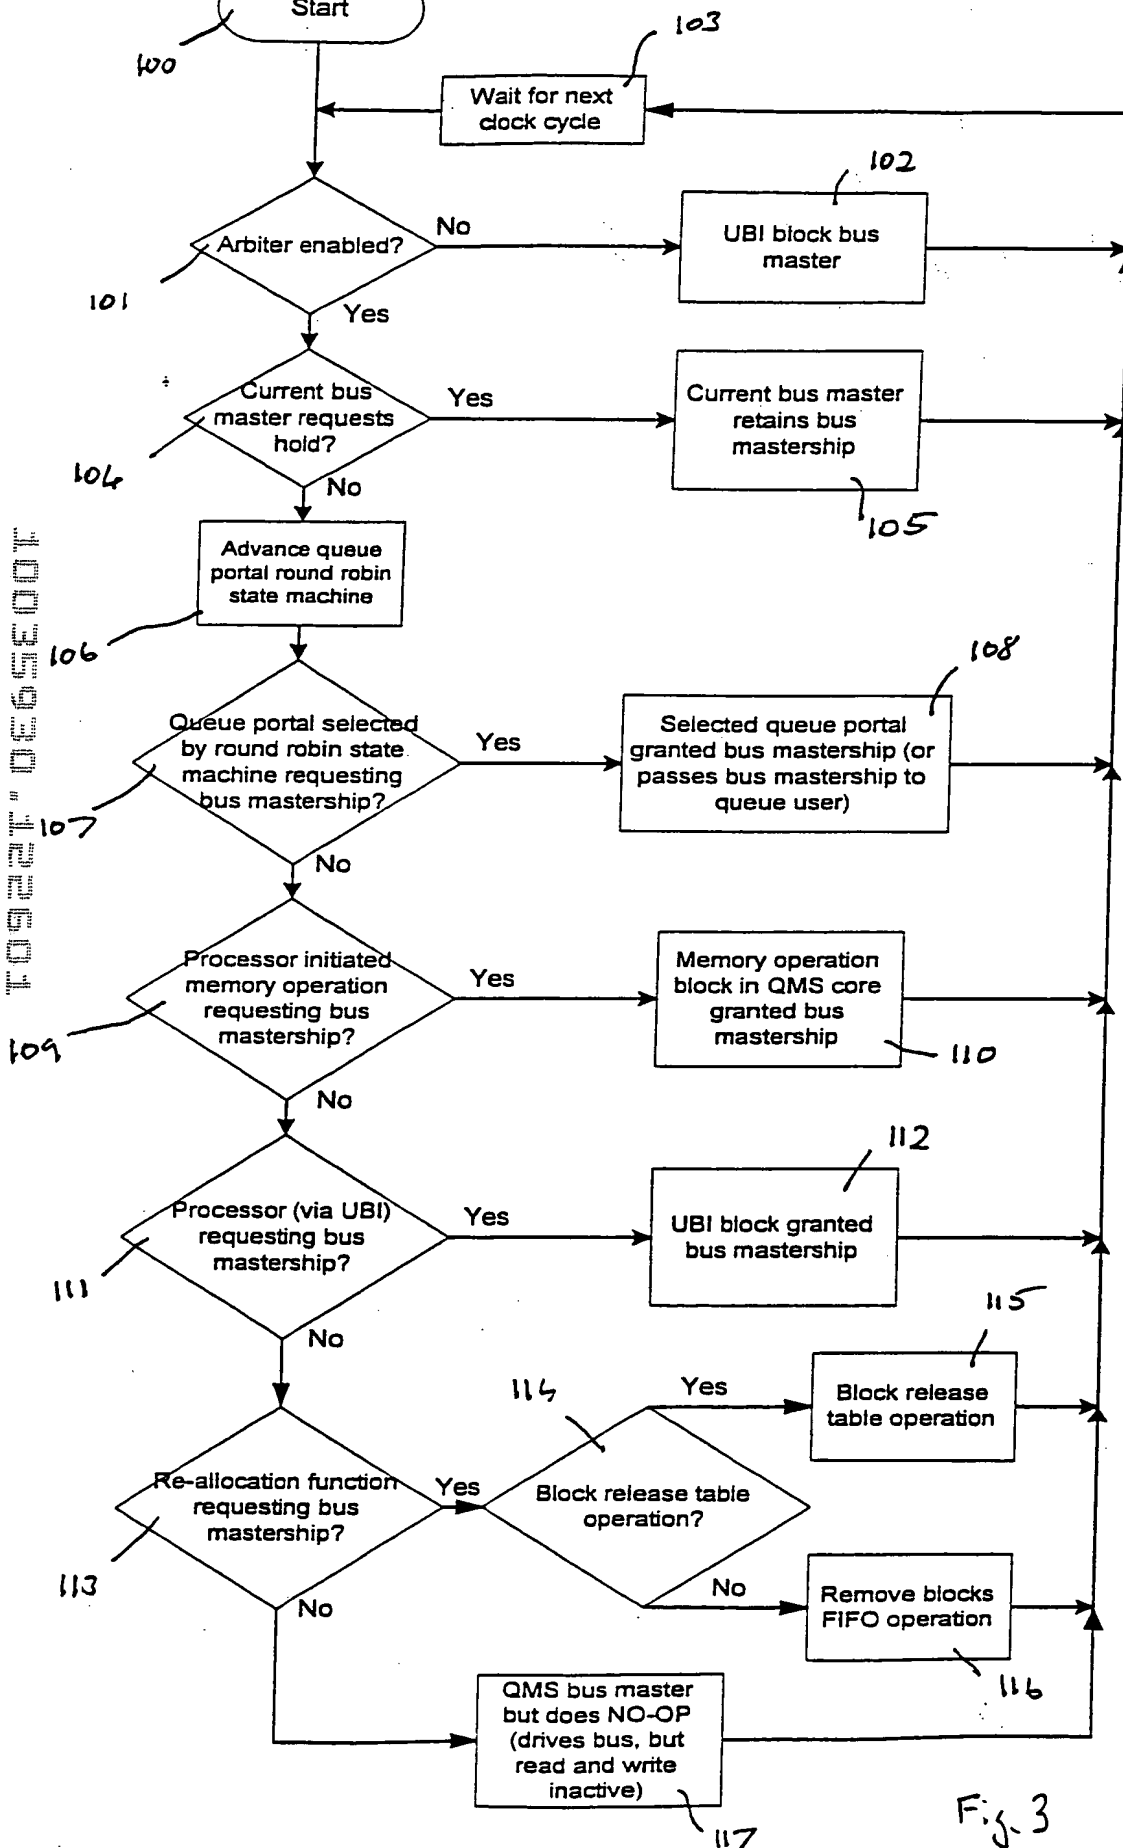 Start
100
103
Wait for next
clock cycle
102
Arbiter enabled?
No
UBI block bus
master
101
Yes
Current bus
master requests
hold?
Yes
Current bus master
retains bus
mastership
104
No
105
Advance queue
portal round robin
state machine
106
108
Queue portal selected
by round robin state
machine requesting
bus mastership?
Yes
Selected queue portal
granted bus mastership (or
passes bus mastership to
queue user)
107
No
Processor initiated
memory operation
requesting bus
mastership?
Yes
Memory operation
block in QMS core
granted bus
mastership
109
110
No
112
Processor (via UBI)
requesting bus
mastership?
Yes
UBI block granted
bus mastership
111
No
115
114
Yes
Block release
table operation
Re-allocation function
requesting bus
mastership?
Yes
Block release table
operation?
113
No
No
Remove blocks
FIFO operation
116
QMS bus master
but does NO-OP
(drives bus, but
read and write
inactive)
117
Fig. 3
10035930.122601